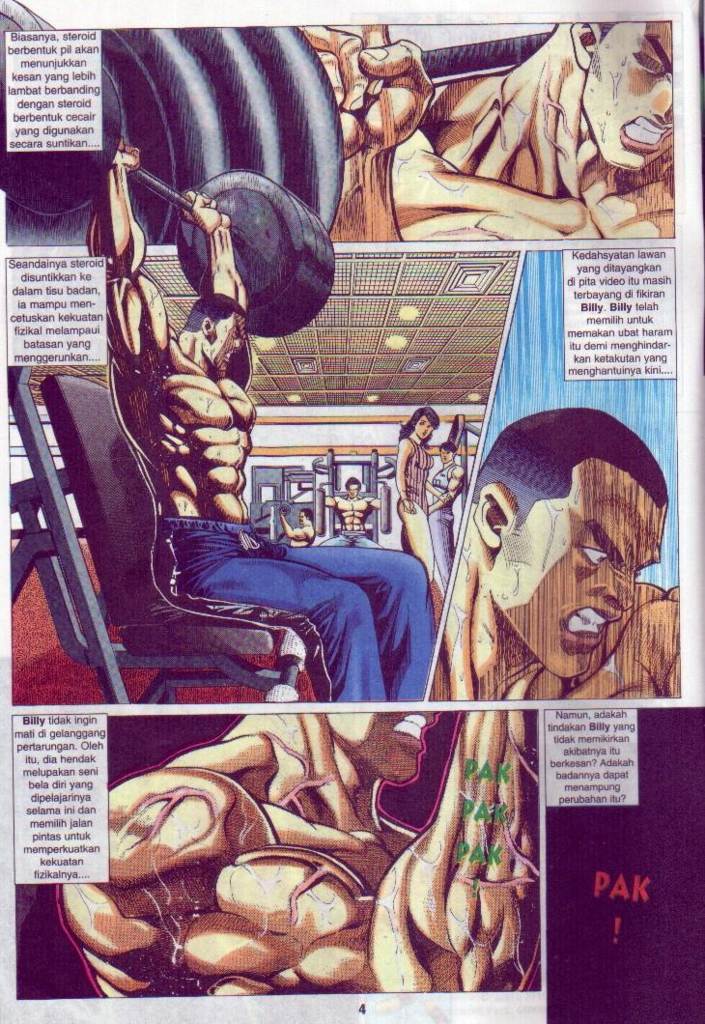 Biasanya, steroid
berbentuk pil akan
menunjukkan
kesan yang lebih
lambat berbanding
dengan steroid
berbentuk cecair
yang digunakan
secara suntikan....
Seandainya steroid
disuntikkan ke
dalam tisu badan,
ia mampu men-
cetuskan kekuatan
fizikal melampaui
batasan yang
menggerunkan....
Kedahsyatan lawan
yang ditayangkan
di pita video itu masih
terbayang di fikiran
Billy. Billy telah
memilih untuk
memakan ubat haram
itu demi menghindar-
kan ketakutan yang
menghantuinya kini....
Billy tidak ingin
mati di gelanggang
pertarungan. Oleh
itu, dia hendak
melupakan seni
bela diri yang
dipelajarinya
selama ini dan
memilih jalan
pintas untuk
memperkuatkan
kekuatan
fizikalnya....
PAK
PAK
PAK
!
Namun, adakah
tindakan Billy yang
tidak memikirkan
akibatnya itu
berkesan? Adakah
badannya dapat
menampung
perubahan itu?
PAK
!
4